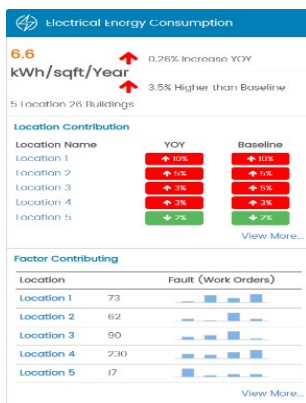 Electrical Energy Consumption
6.6
kWh/sqft/Year
0.26% Increase YOY
3.5% Higher than Baseline
5 Location 26 Buildings
Location Contribution
Location Name YOY Baseline
Location 1 10% 10%
Location 2 5% 5%
Location 3 3% 5%
Location 4 3% 3%
Location 5 2% 2%
View More...
Factor Contributing
Location Fault (Work Orders)
Location 1 73
Location 2 62
Location 3 90
Location 4 230
Location 5 17
View More...